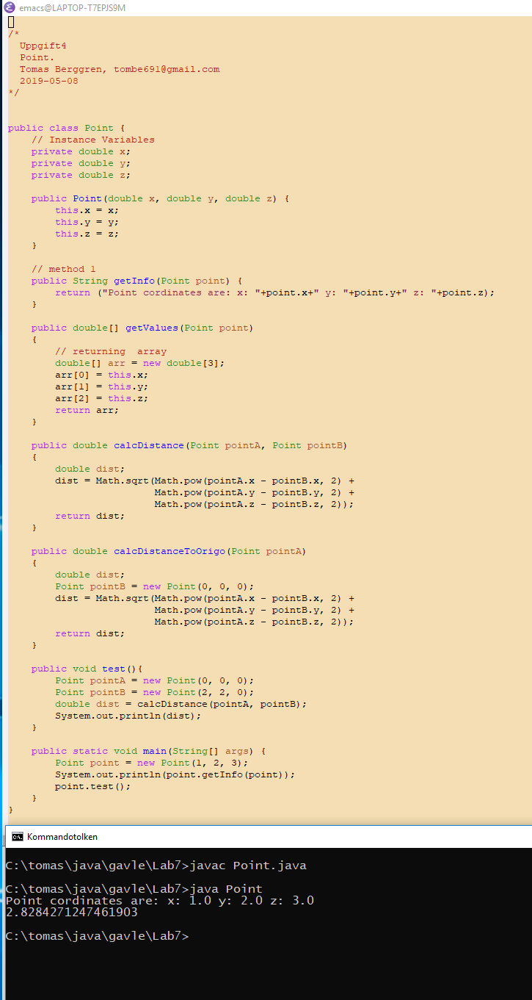 emacs@LAPTOP-T7EPJS9M
/*
  Uppgift4
  Point.
  Tomas Berggren, tombe691@gmail.com
  2019-05-08
*/
public class Point {
    // Instance Variables
    private double x;
    private double y;
    private double z;
    public Point(double x, double y, double z) {
        this.x = x;
        this.y = y;
        this.z = z;
    }
    // method 1
    public String getInfo(Point point) {
        return ("Point cordinates are: x: "+point.x+" y: "+point.y+" z: "+point.z);
    }
    public double[] getValues(Point point)
    {
        // returning  array
        double[] arr = new double[3];
        arr[0] = this.x;
        arr[1] = this.y;
        arr[2] = this.z;
        return arr;
    }
    public double calcDistance(Point pointA, Point pointB)
    {
        double dist;
        dist = Math.sqrt(Math.pow(pointA.x - pointB.x, 2) +
                         Math.pow(pointA.y - pointB.y, 2) +
                         Math.pow(pointA.z - pointB.z, 2));
        return dist;
    }
    public double calcDistanceToOrigo(Point pointA)
    {
        double dist;
        Point pointB = new Point(0, 0, 0);
        dist = Math.sqrt(Math.pow(pointA.x - pointB.x, 2) +
                         Math.pow(pointA.y - pointB.y, 2) +
                         Math.pow(pointA.z - pointB.z, 2));
        return dist;
    }
    public void test(){
        Point pointA = new Point(0, 0, 0);
        Point pointB = new Point(2, 2, 0);
        double dist = calcDistance(pointA, pointB);
        System.out.println(dist);
    }
    public static void main(String[] args) {
        Point point = new Point(1, 2, 3);
        System.out.println(point.getInfo(point));
        point.test();
    }
}
C:\. Kommandotolken
C:\tomas\java\gavle\Lab7>javac Point.java
C:\tomas\java\gavle\Lab7>java Point
Point cordinates are: x: 1.0 y: 2.0 z: 3.0
2.8284271247461903
C:\tomas\java\gavle\Lab7>